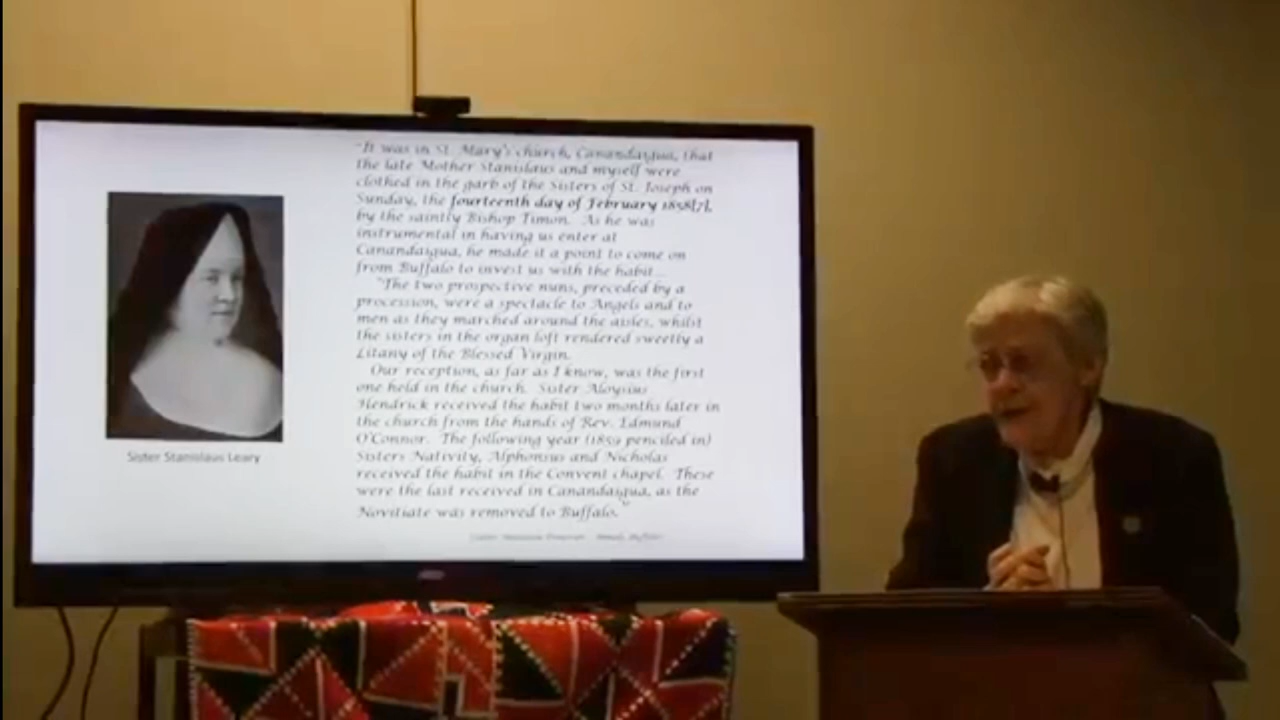 "It was in St. Mary's church, Canandaigua, that
the late Mother Stanislaus and myself were
clothed in the garb of the Sisters of St. Joseph on
Sunday, the fourteenth day of February 1858[7],
by the saintly Bishop Timon. As he was
instrumental in having us enter at
Canandaigua, he made it a point to come on
from Buffalo to invest us with the habit...
"The two prospective nuns, preceded by a
procession, were a spectacle to Angels and to
men as they marched around the aisles, whilst
the sisters in the organ loft rendered sweetly a
Litany of the Blessed Virgin.
Our reception, as far as I know, was the first
one held in the church. Sister Aloysius
Hendrick received the habit two months later in
the church from the hands of Rev. Edmund
O'Connor. The following year (1859 penciled in)
Sisters Nativity, Alphonsus and Nicholas
received the habit in the Convent chapel. These
were the last received in Canandaigua, as the
Novitiate was removed to Buffalo."
Sister Stanislaus Leary